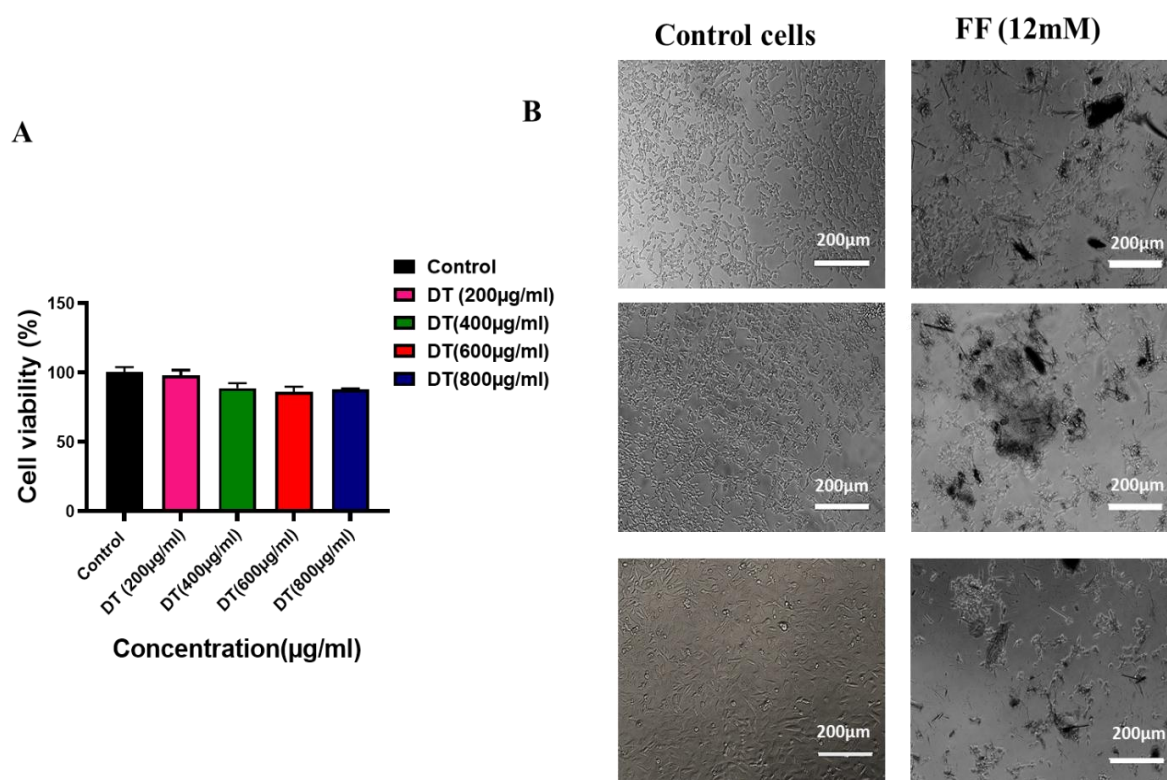 A
Control
DT (200µg/ml)
DT(400µg/ml)
DT(600µg/ml)
DT(800µg/ml)
Cell viability (%)
150
100
50
0
Control
DT (200µg/ml)
DT(400µg/ml)
DT(600µg/ml)
DT(800µg/ml)
Concentration(µg/ml)
B
Control cells
FF (12mM)
200µm
200µm
200µm
200µm
200µm
200µm